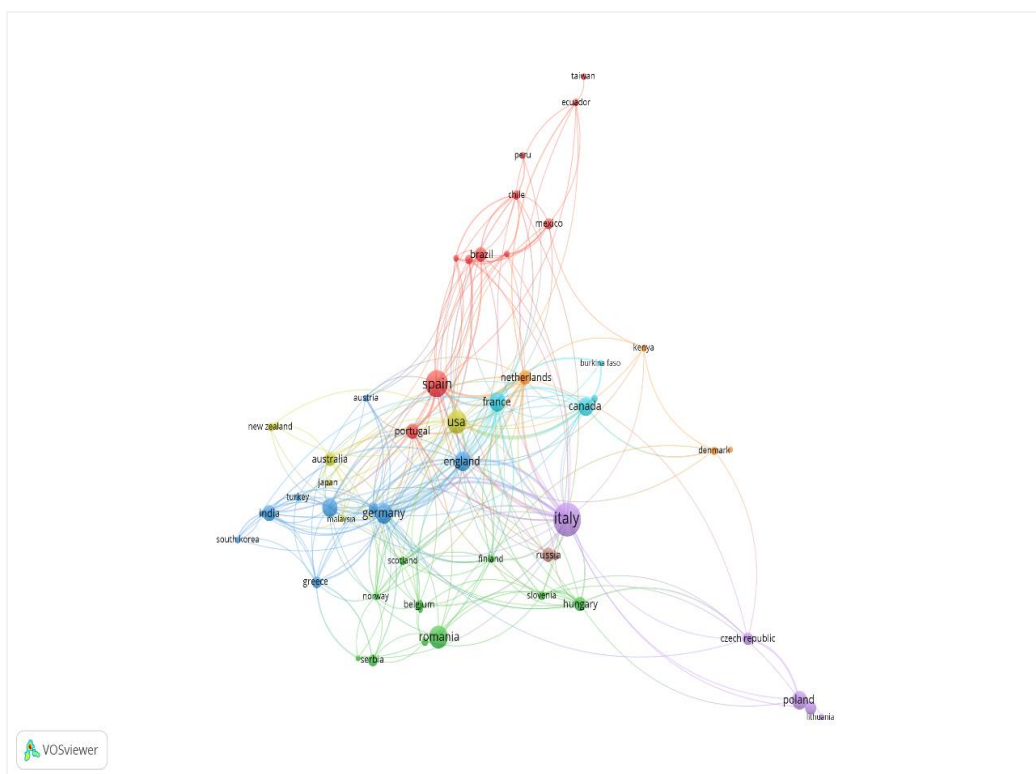 taiwan
ecuador
peru
chile
mexico
brazil
kenya
burkina faso
spain
netherlands
austria
france
canada
usa
new zealand
portugal
denmark
australia
england
japan
turkey
india
germany
malaysia
italy
south korea
russia
scotland
finland
greece
norway
slovenia
belgium
hungary
romania
czech republic
serbia
poland
lithuania
VOSviewer